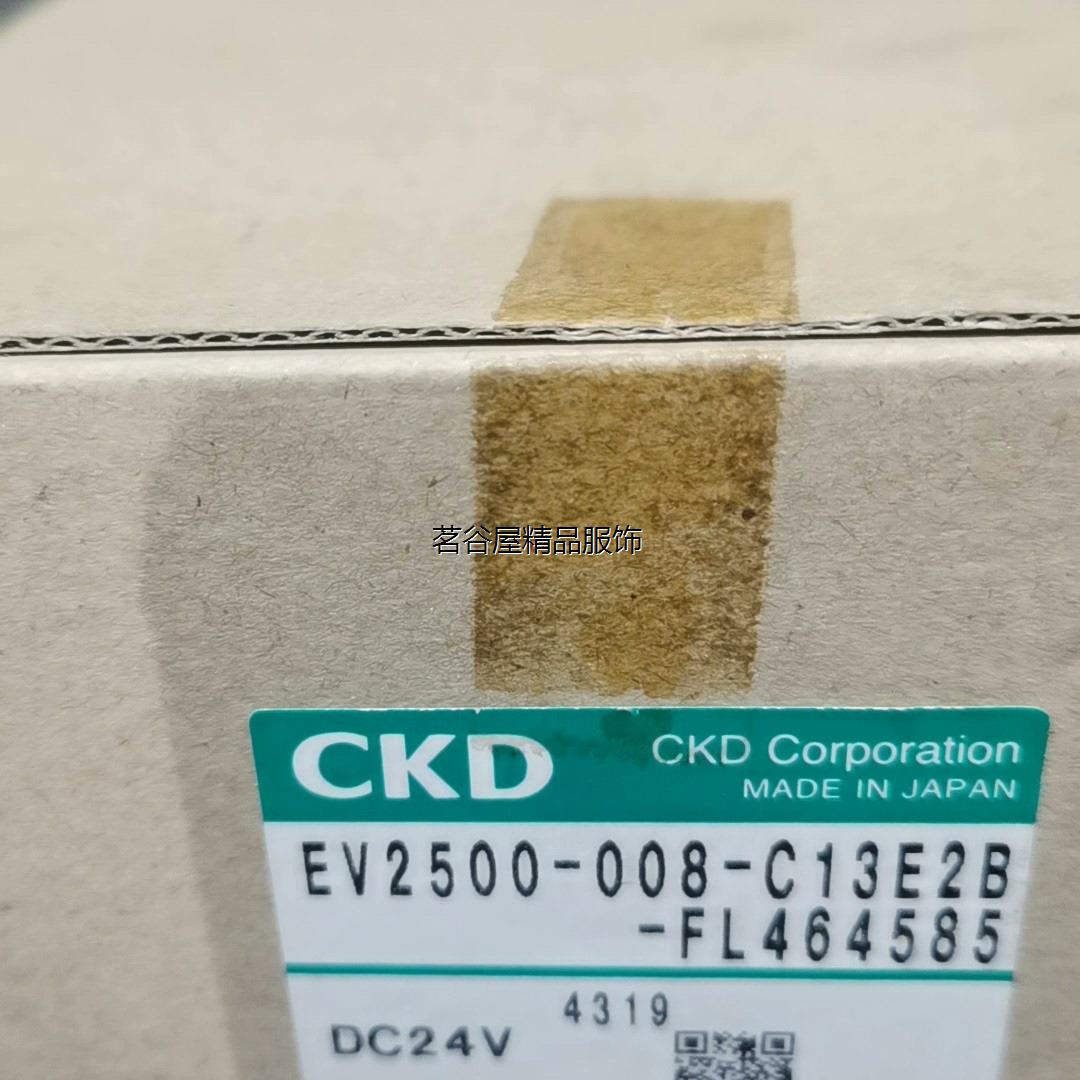 茗谷屋精品服饰
CKD
CKD Corporation
MADE IN JAPAN
EV2500-008-C13E2B
-FL464585
4319
DC24V